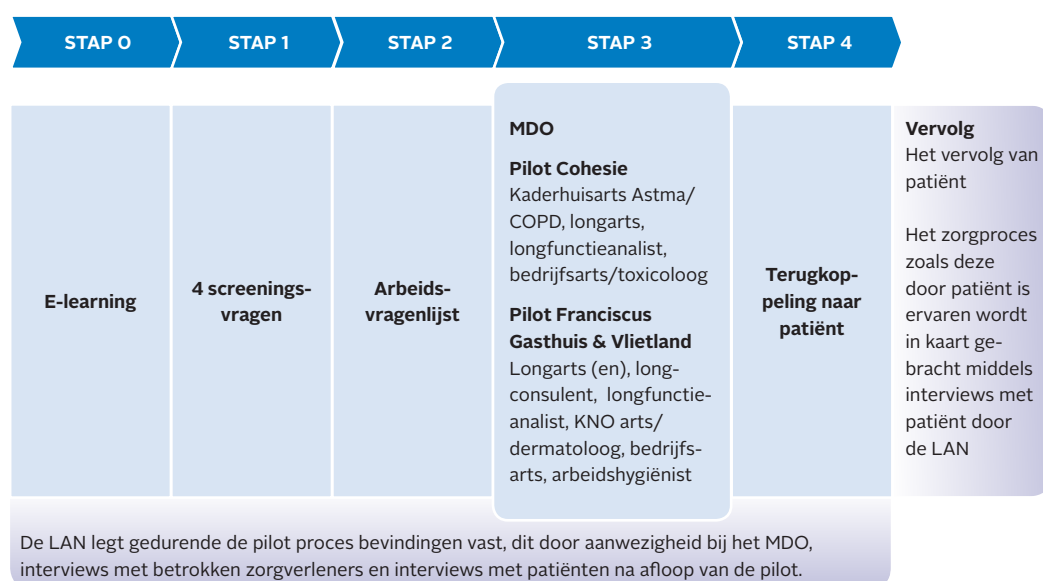 STAP 0
STAP 1
STAP 2
STAP 3
STAP 4
E-learning
4 screenings-
vragen
Arbeids-
vragenlijst
MDO
Pilot Cohesie
Kaderhuisarts Astma/
COPD, longarts,
longfunctieanalist,
bedrijfsarts/toxicoloog
Pilot Franciscus
Gasthuis & Vlietland
Longarts (en), long-
consulent, longfunctie-
analist, KNO arts/
dermatoloog, bedrijfs-
arts, arbeidshygiënist
Terugkop-
peling naar
patiënt
Vervolg
Het vervolg van
patiënt
Het zorgproces
zoals deze
door patiënt is
ervaren wordt
in kaart ge-
bracht middels
interviews met
patiënt door
de LAN
De LAN legt gedurende de pilot proces bevindingen vast, dit door aanwezigheid bij het MDO,
interviews met betrokken zorgverleners en interviews met patiënten na afloop van de pilot.